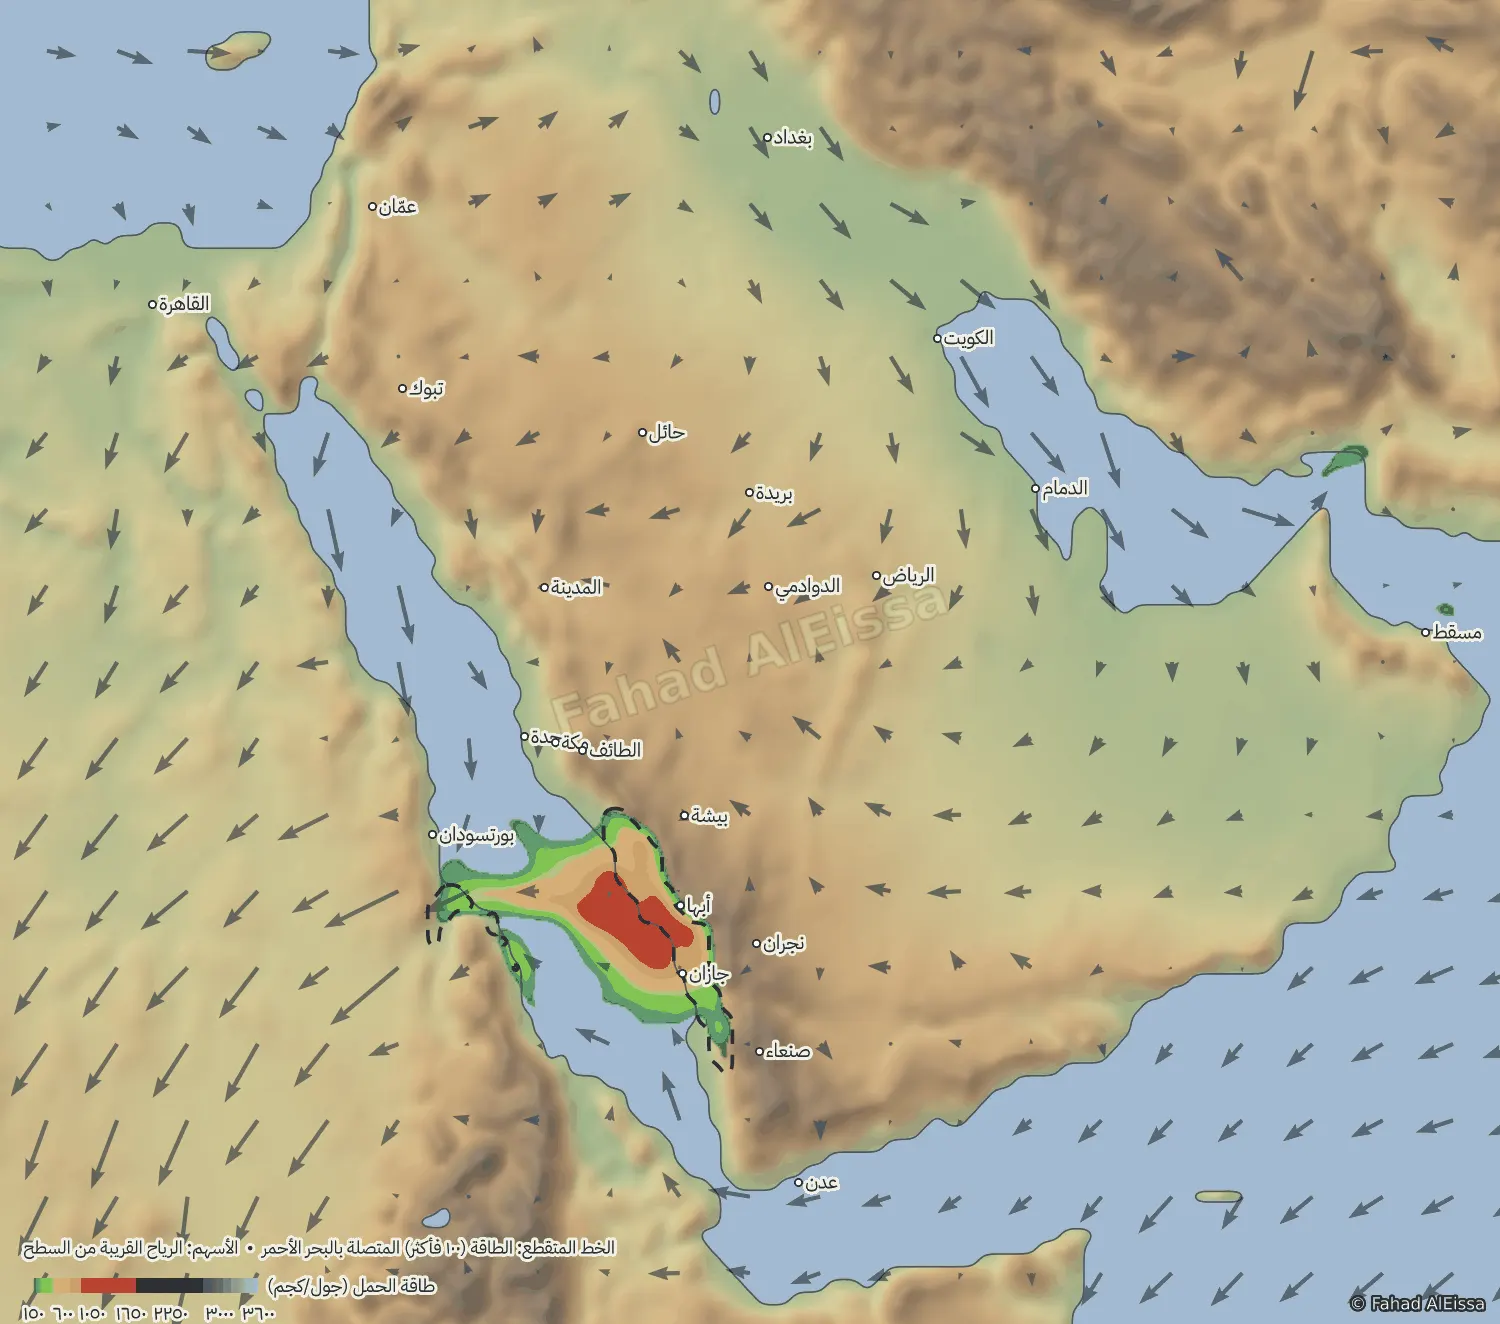 بغداد
عمّان
القاهرة
الكويت
تبوك
حائل
الدمام
بريدة
الرياض
الدوادمي
المدينة
مسقط
Fahad AlEissa
جدة
مكة
الطائف
بيشة
بورتسودان
أبها
نجران
جازان
صنعاء
عدن
الخط المتقطع: الطاقة (١٠٠ فأكثر) المتصلة بالبحر الأحمر • الأسهم: الرياح القريبة من السطح
طاقة الحمل (جول/كجم)
١٥٠ ٦٠٠ ١٠٥٠ ١٦٥٠ ٢٢٥٠ ٣٠٠٠ ٣٦٠٠
© Fahad AlEissa